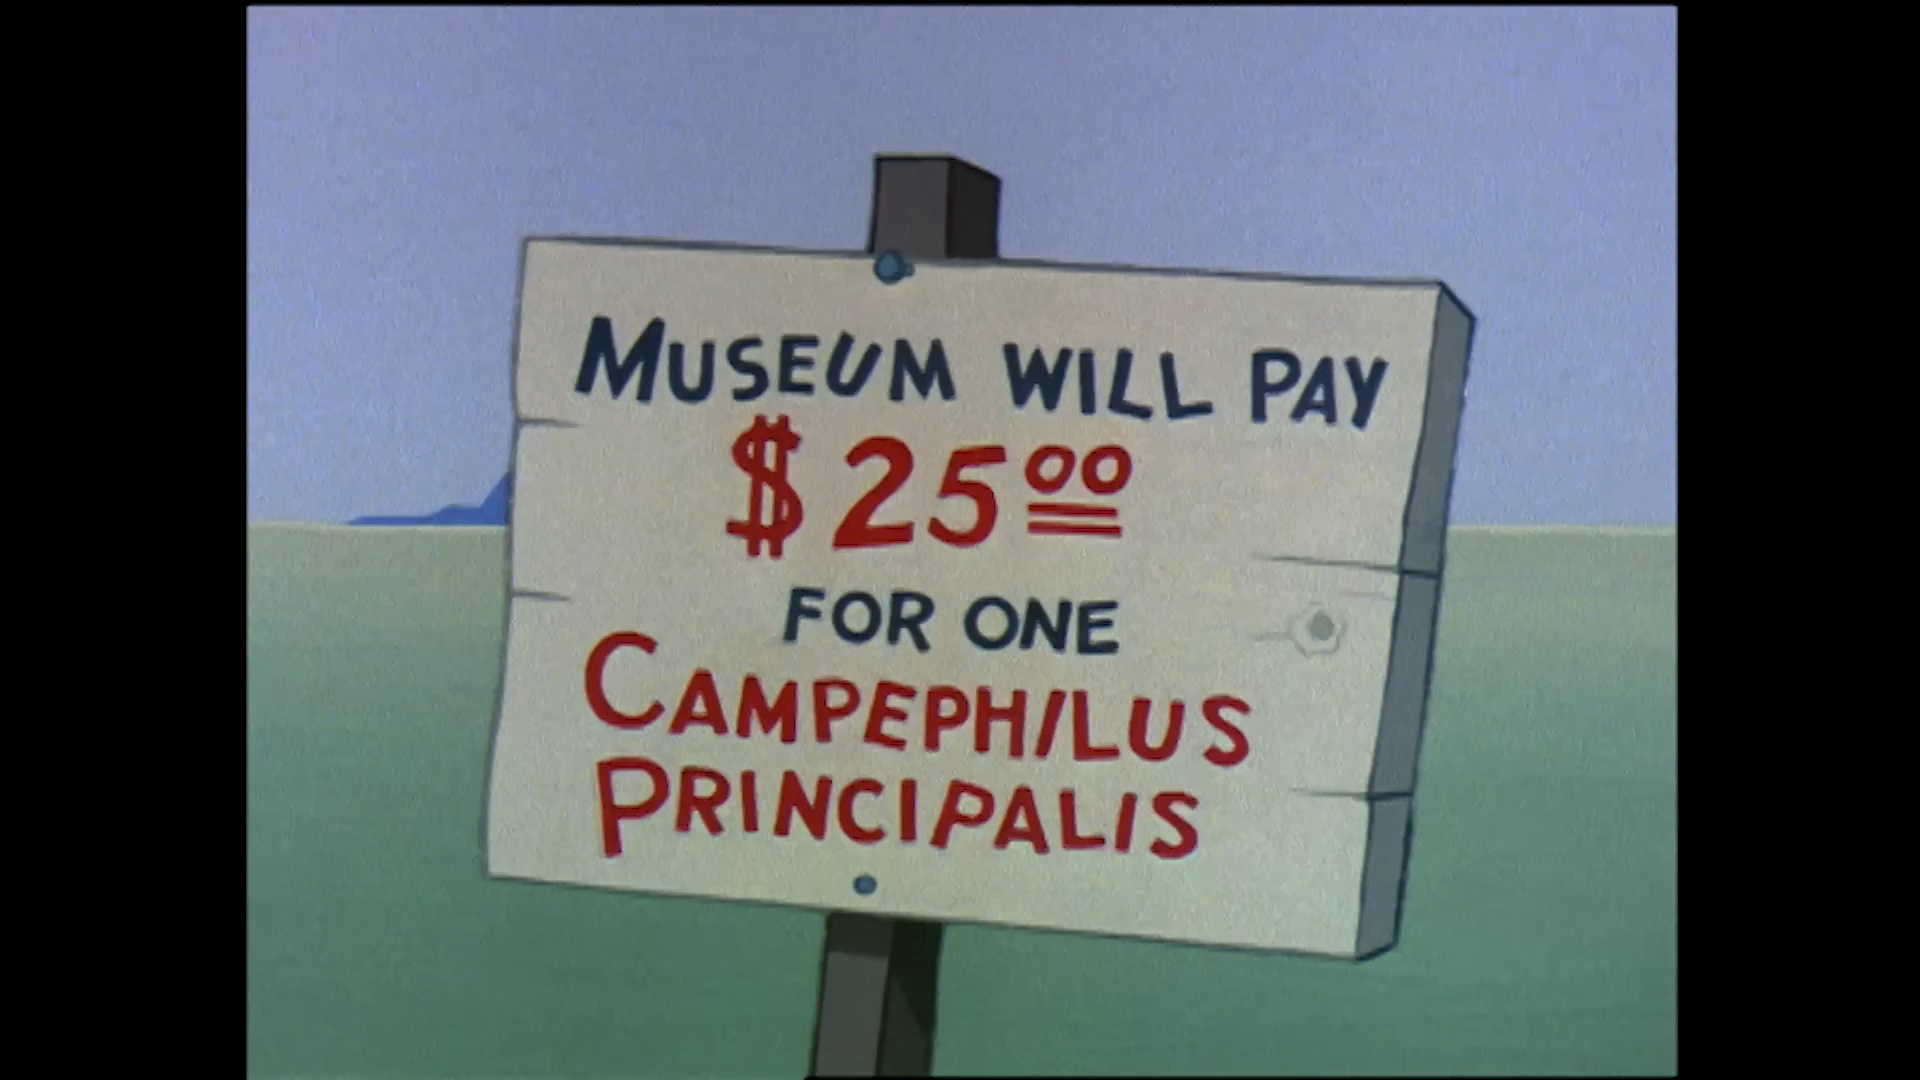 MUSEUM WILL PAY
$25.00
FOR ONE
CAMPEPHILUS
PRINCIPALIS